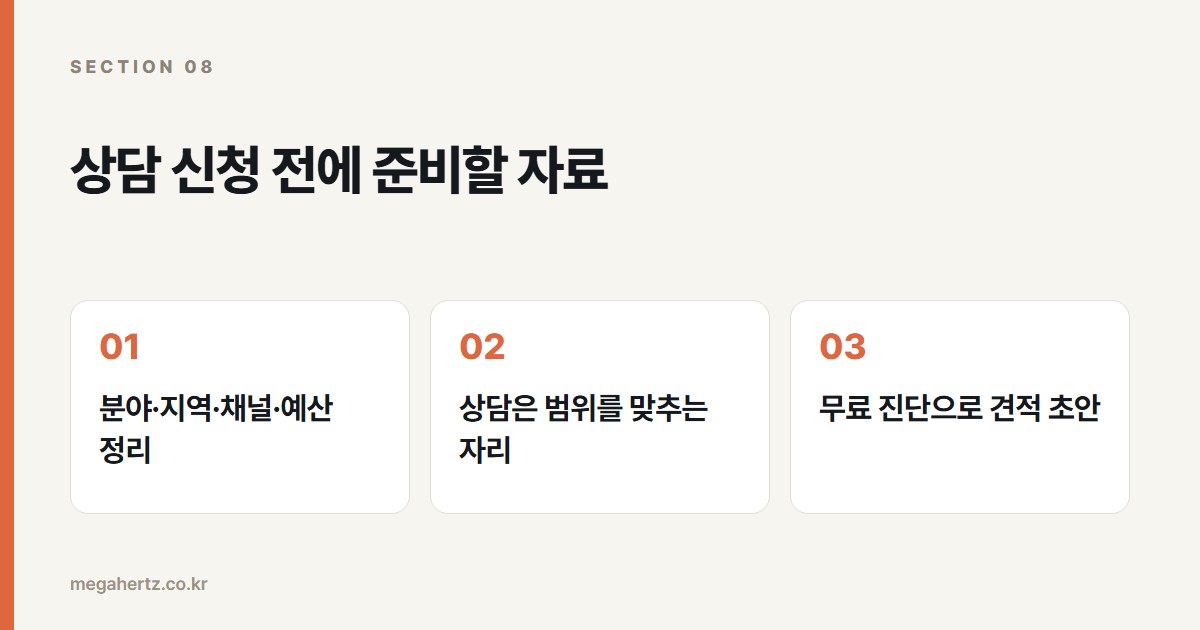 SECTION 08
상담 신청 전에 준비할 자료
01
분야·지역·채널·예산
정리
02
상담은 범위를 맞추는
자리
03
무료 진단으로 견적 초안
megahertz.co.kr